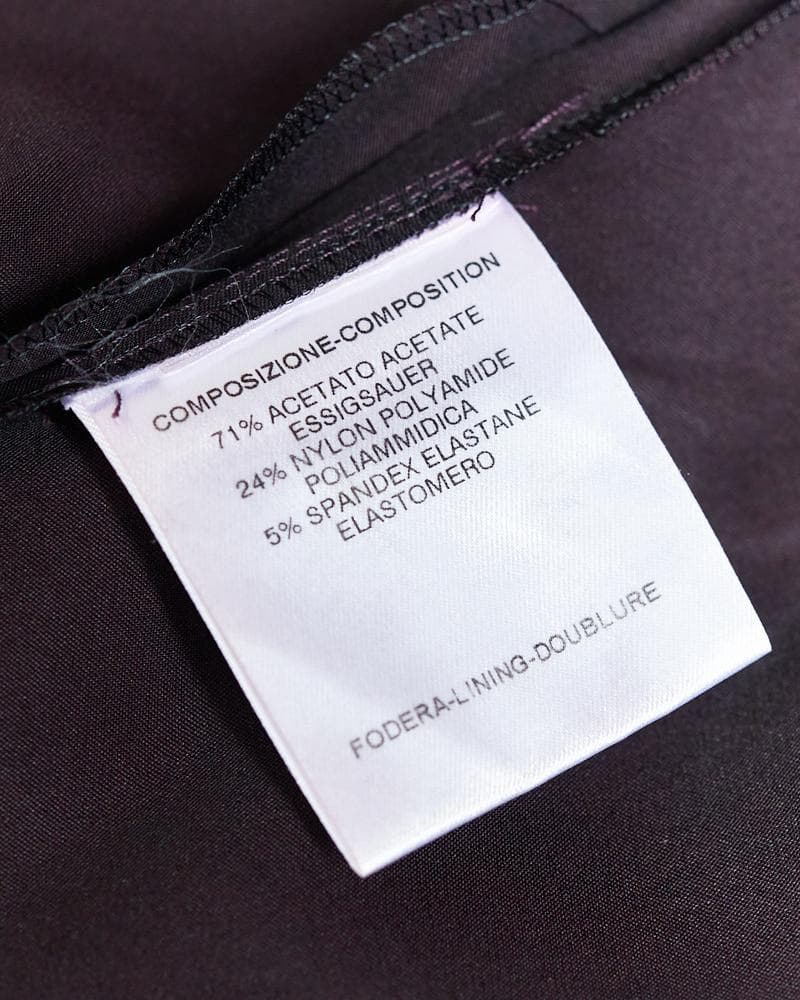 COMPOSIZIONE-COMPOSITION
71% ACETATO ACETATE
ESSIGSAUER
24% NYLON POLYAMIDE
POLIAMMIDICA
5% SPANDEX ELASTANE
ELASTOMERO
FODERA-LINING-DOUBLURE